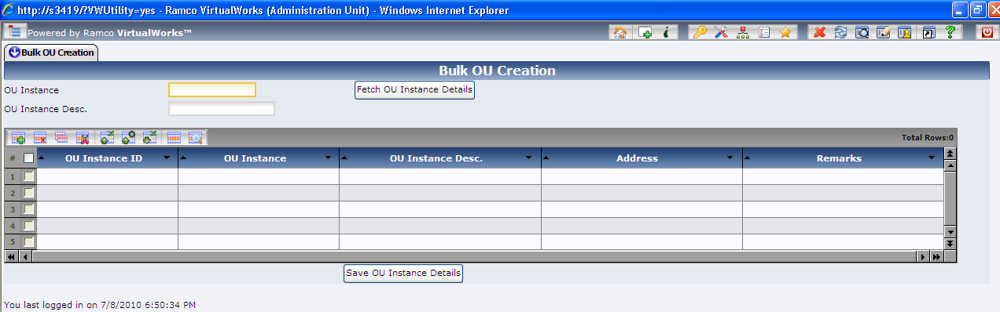 http://s3419/?VWUtility=yes - Ramco VirtualWorks (Administration Unit) - Windows Internet Explorer
Powered by Ramco VirtualWorks™
Bulk OU Creation
Bulk OU Creation
OU Instance Fetch OU Instance Details
OU Instance Desc.
Total Rows:0
# OU Instance ID OU Instance OU Instance Desc. Address Remarks
1
2
3
4
5
Save OU Instance Details
You last logged in on 7/8/2010 6:50:34 PM